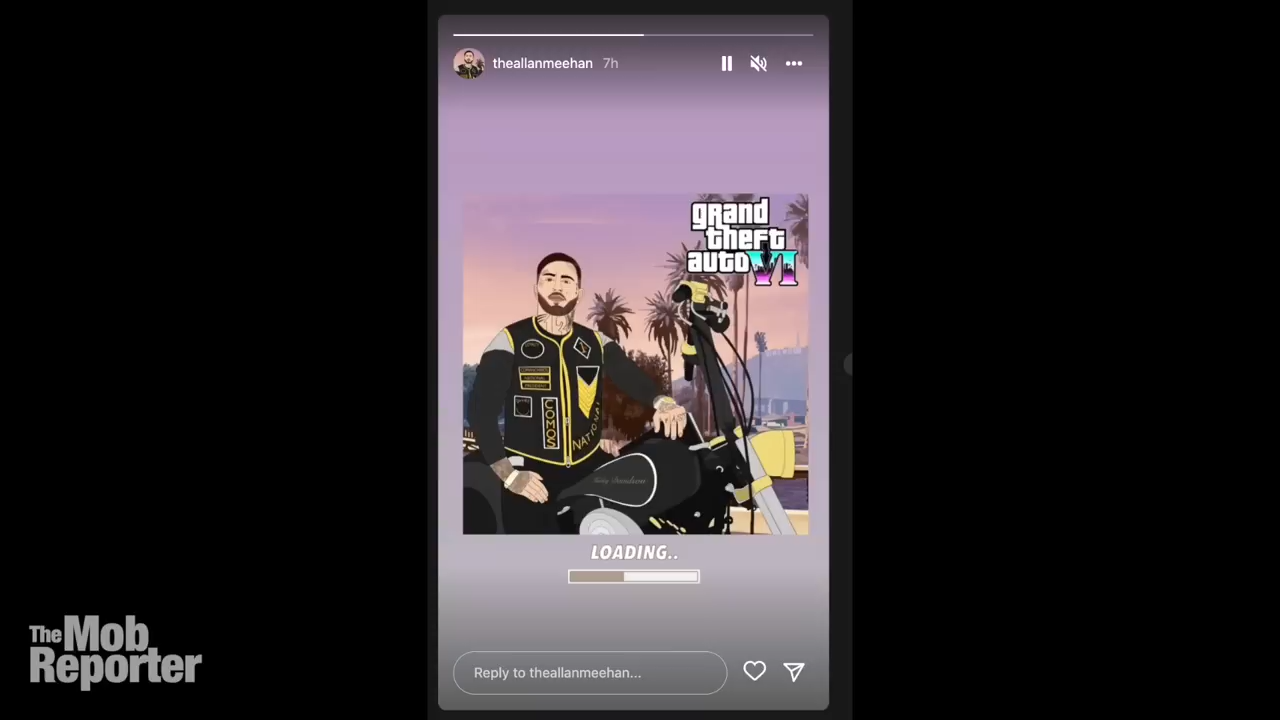 theallanmeehan 7h
grand
theft
auto VI
COMOS
NATIONAL
LOADING..
Reply to theallanmeehan...
The Mob
Reporter